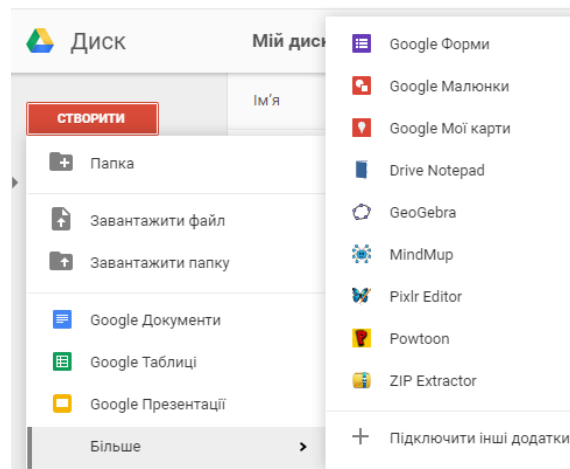 Диск
Мій диск
Ім’я
СТВОРИТИ
Папка
Завантажити файл
Завантажити папку
Google Документи
Google Таблиці
Google Презентації
Більше
Google Форми
Google Малюнки
Google Мої карти
Drive Notepad
GeoGebra
MindMup
Pixlr Editor
Powtoon
ZIP Extractor
Підключити інші додатки